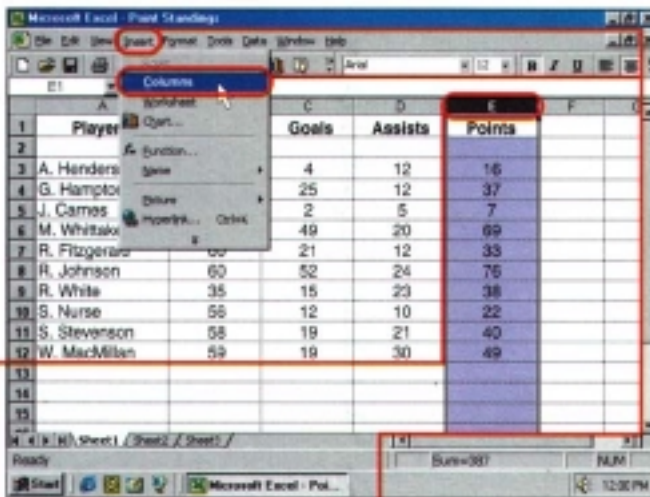 Microsoft Excel - Point Standings
File Edit View Insert Format Tools Data Window Help
Arial 12 B I U
E1
Columns
Worksheet
Chart...
Function...
Name
Picture
Hyperlink... Ctrl+K
A C D E F
1 Player Goals Assists Points
2
3 A. Henders 4 12 16
4 G. Hampto 25 12 37
5 J. Carnes 2 5 7
6 M. Whittak 49 20 69
7 R. Fitzgerald 21 12 33
8 R. Johnson 60 52 24 76
9 R. White 35 15 23 38
10 S. Nurse 56 12 10 22
11 S. Stevenson 58 19 21 40
12 W. MacMillan 59 19 30 49
13
14
15
Sheet1 / Sheet2 / Sheet3 /
Ready Sum=387 NUM
Start Microsoft Excel - Poi... 12:00 PM